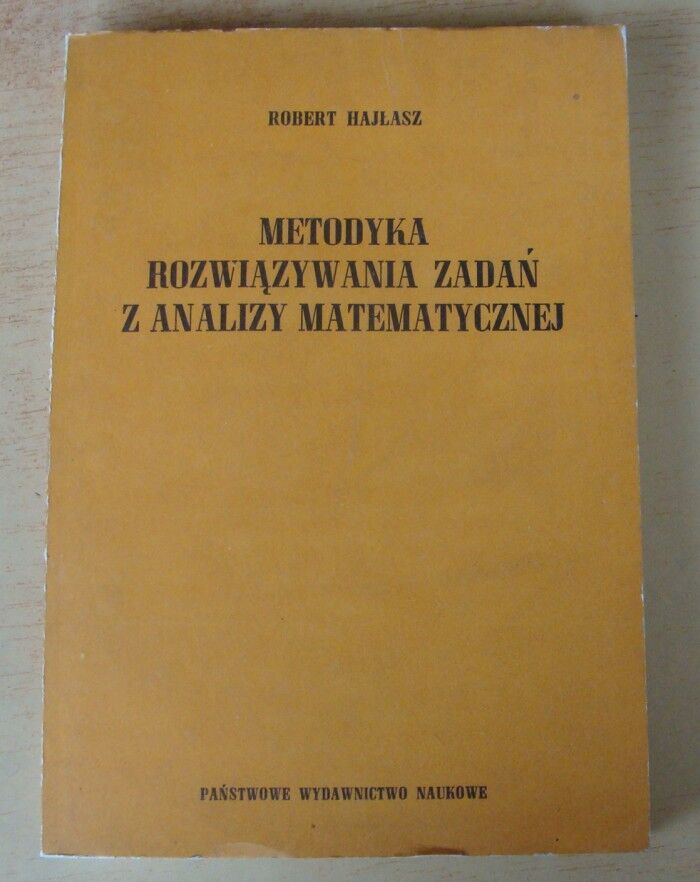 ROBERT HAJŁASZ
METODYKA
ROZWIĄZYWANIA ZADAŃ
Z ANALIZY MATEMATYCZNEJ
PAŃSTWOWE WYDAWNICTWO NAUKOWE